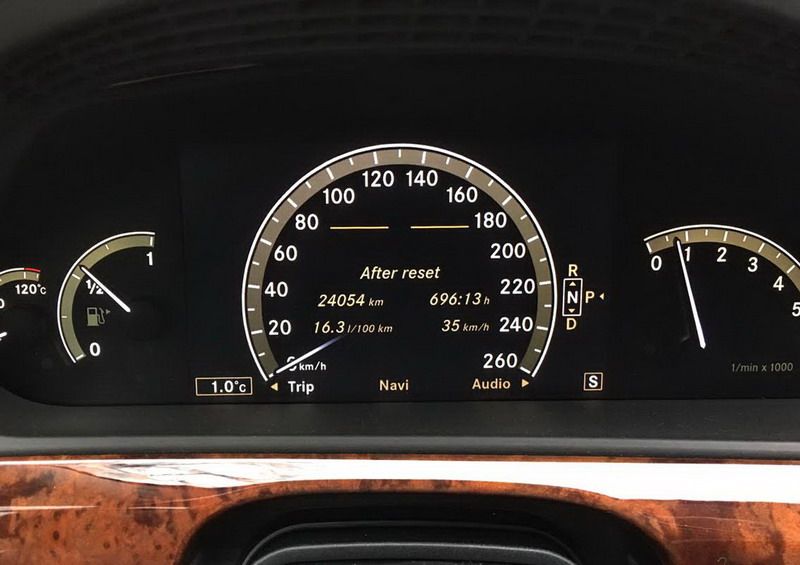 120°C
1
1/2
0
0
20
40
60
80
100
120
140
160
180
200
220
240
260
km/h
After reset
24054 km 696:13 h
16.3 l/100 km 35 km/h
1.0°C
Trip Navi Audio
S
R
N P
D
0
1
2
3
4
5
1/min x 1000